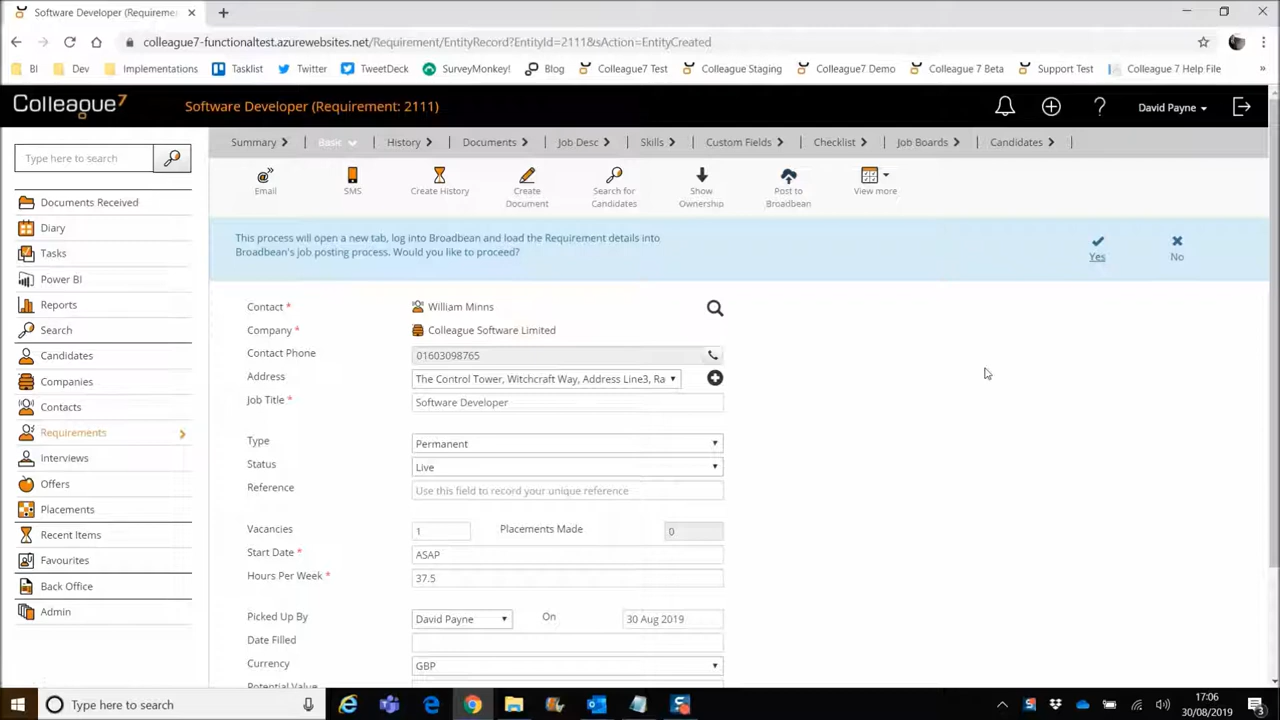 Software Developer (Requireme
colleague7-functionaltest.azurewebsites.net/Requirement/EntityRecord?EntityId=2111&sAction=EntityCreated
BI Dev Implementations Tasklist Twitter TweetDeck SurveyMonkey! Blog Colleague7 Test Colleague7 Staging Colleague7 Demo Colleague 7 Beta Support Test Colleague 7 Help File »
Colleague7 Software Developer (Requirement: 2111) David Payne
Type here to search
Summary Basic History Documents Job Desc Skills Custom Fields Checklist Job Boards Candidates
Email SMS Create History Create Document Search for Candidates Show Ownership Post to Broadbean View more
This process will open a new tab, log into Broadbean and load the Requirement details into
Broadbean's job posting process. Would you like to proceed?
Yes No
Documents Received
Diary
Tasks
Power BI
Reports
Search
Candidates
Companies
Contacts
Requirements
Interviews
Offers
Placements
Recent Items
Favourites
Back Office
Admin
Contact * William Minns
Company * Colleague Software Limited
Contact Phone 01603098765
Address The Control Tower, Witchcraft Way, Address Line3, Ra
Job Title * Software Developer
Type Permanent
Status Live
Reference Use this field to record your unique reference
Vacancies 1 Placements Made 0
Start Date * ASAP
Hours Per Week * 37.5
Picked Up By David Payne On 30 Aug 2019
Date Filled
Currency GBP
Potential Value
Type here to search
17:06
30/08/2019
3